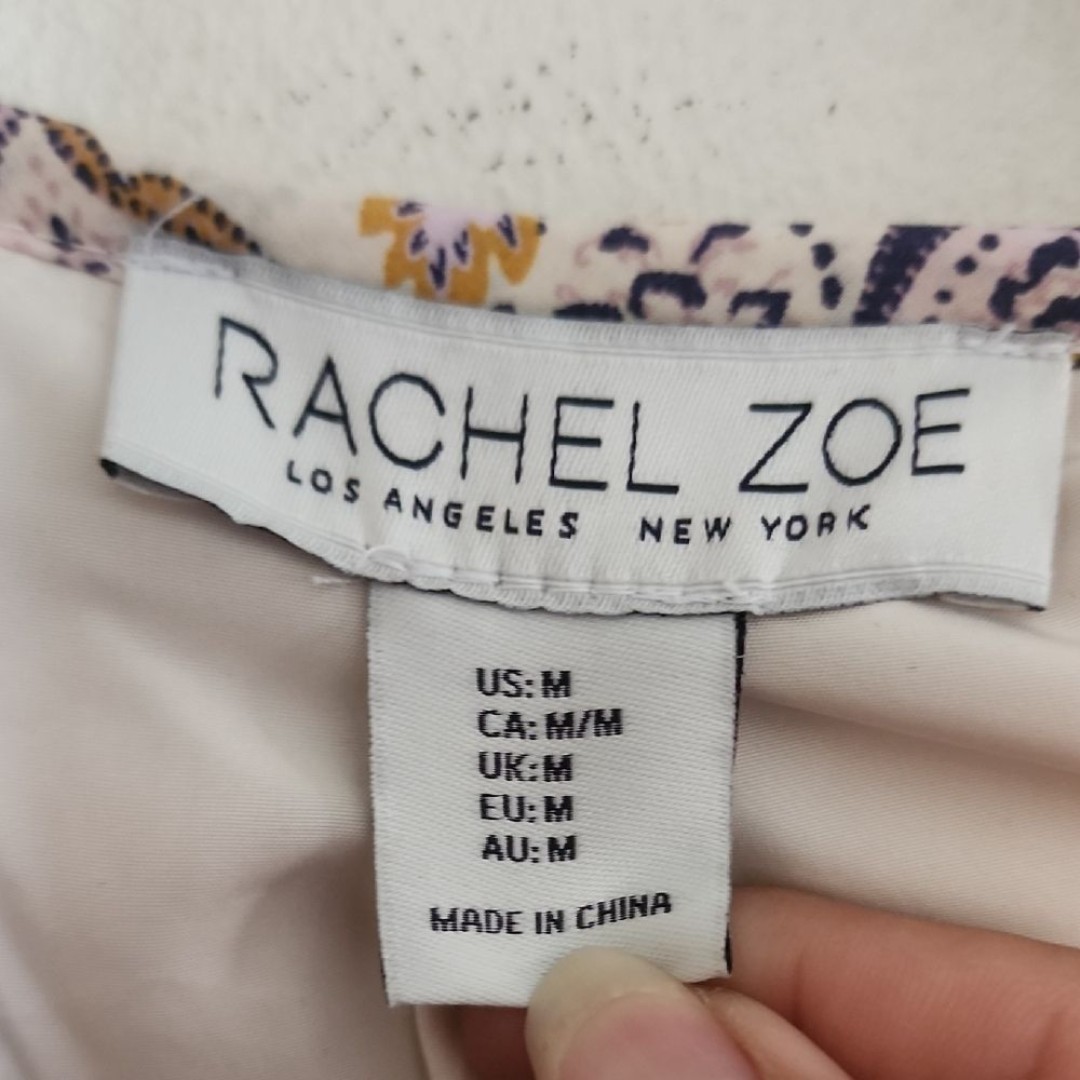 RACHEL ZOE
LOS ANGELES NEW YORK
US: M
CA: M/M
UK: M
EU: M
AU: M
MADE IN CHINA